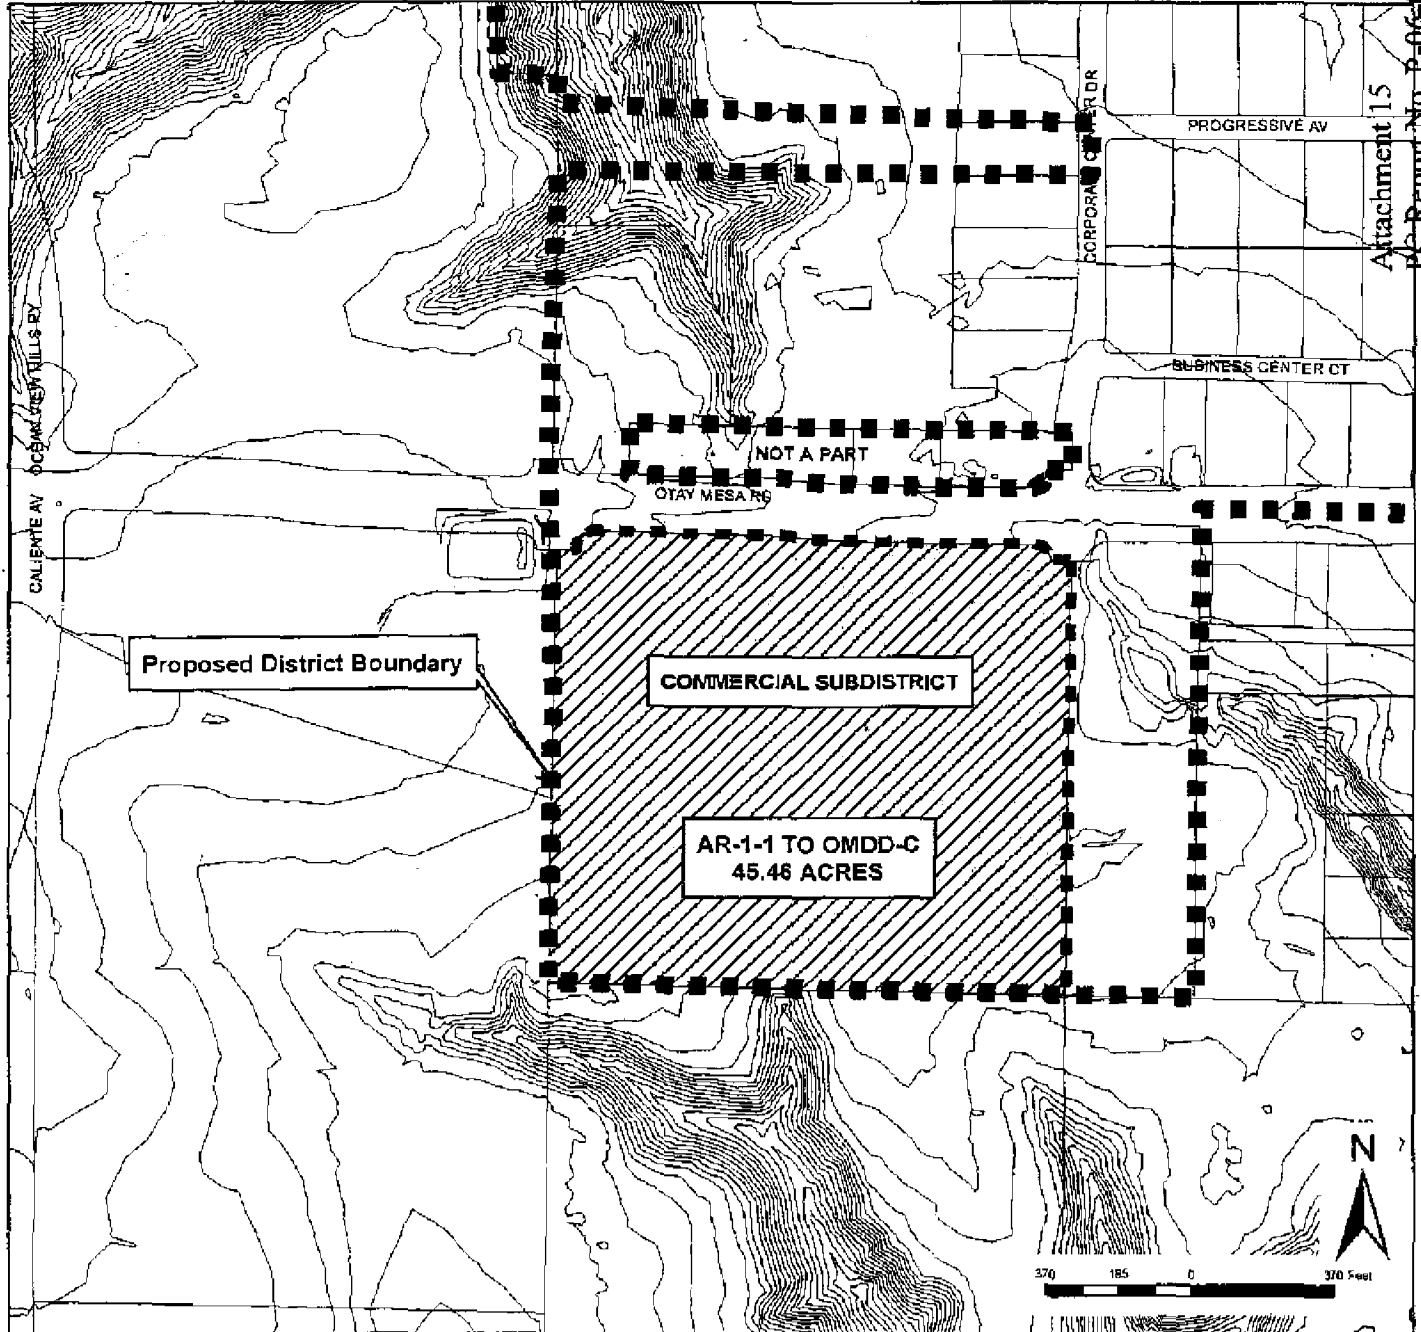 PROGRESSIVE AV
CORPORATE CENTER DR
Attachment 15
BUSINESS CENTER CT
OCEAN VIEW HILLS PY
CALIENTE AV
NOT A PART
OTAY MESA RD
Proposed District Boundary
COMMERCIAL SUBDISTRICT
AR-1-1 TO OMDD-C
45.46 ACRES
N
370 185 0 370 Feet